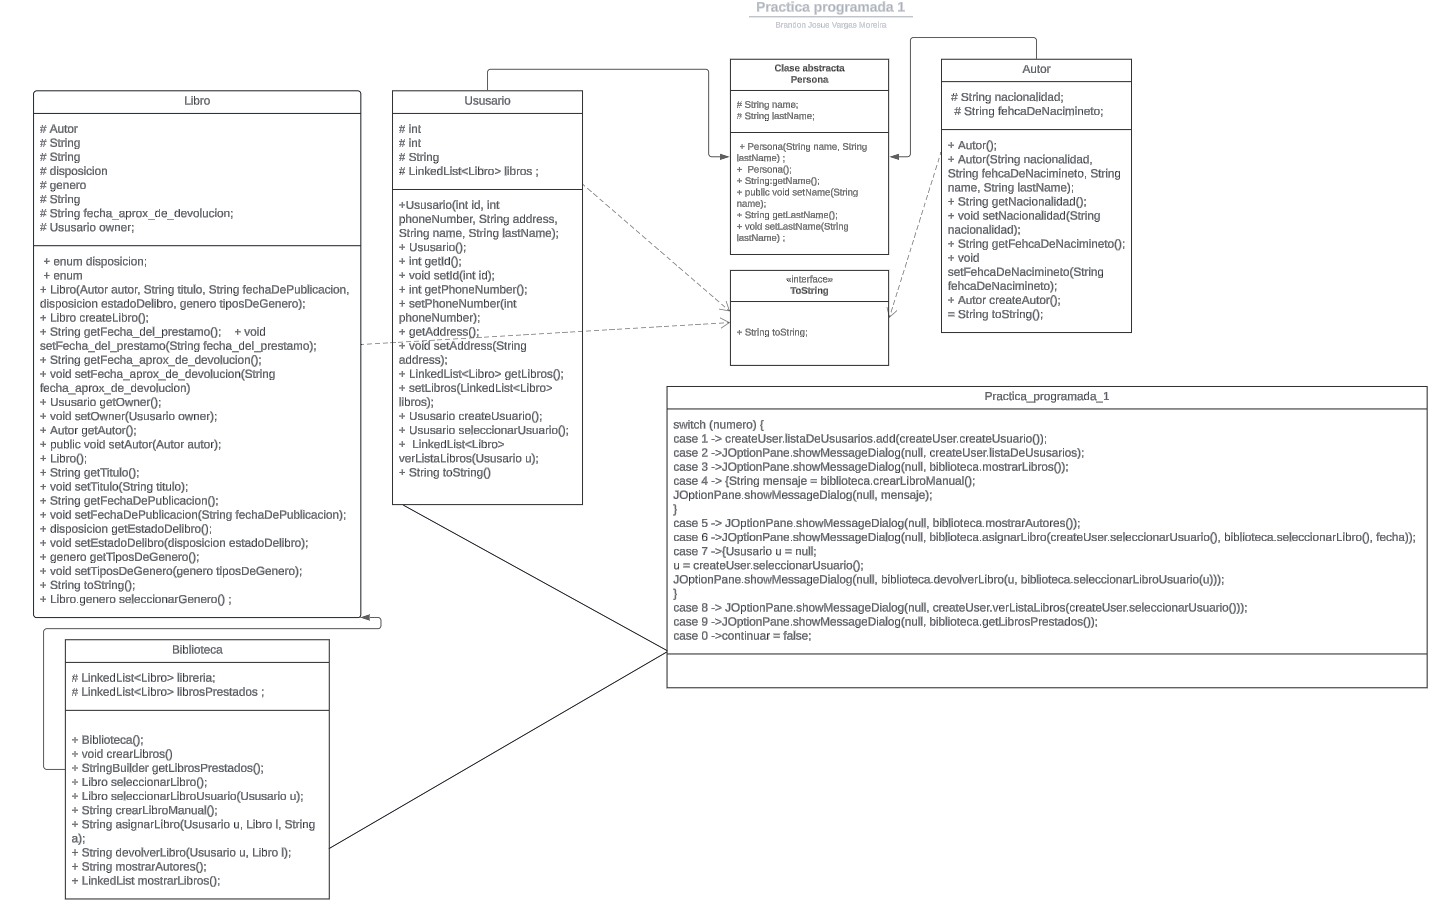 Practica programada 1
Brandon Josue Vargas Moreira
Libro
# Autor
# String
# String
# disposicion
# genero
# String
# String fecha_aprox_de_devolucion;
# Ususario owner;
+ enum disposicion;
+ enum
+ Libro(Autor autor, String titulo, String fechaDePublicacion,
disposicion estadoDelibro, genero tiposDeGenero);
+ Libro createLibro();
+ String getFecha_del_prestamo(); + void
setFecha_del_prestamo(String fecha_del_prestamo);
+ String getFecha_aprox_de_devolucion();
+ void setFecha_aprox_de_devolucion(String
fecha_aprox_de_devolucion)
+ Ususario getOwner();
+ void setOwner(Ususario owner);
+ Autor getAutor();
+ public void setAutor(Autor autor);
+ Libro();
+ String getTitulo();
+ void setTitulo(String titulo);
+ String getFechaDePublicacion();
+ void setFechaDePublicacion(String fechaDePublicacion);
+ disposicion getEstadoDelibro();
+ void setEstadoDelibro(disposicion estadoDelibro);
+ genero getTiposDeGenero();
+ void setTiposDeGenero(genero tiposDeGenero);
+ String toString();
+ Libro.genero seleccionarGenero() ;
Ususario
# int
# int
# String
# LinkedList<Libro> libros ;
+Ususario(int id, int
phoneNumber, String address,
String name, String lastName);
+ Ususario();
+ int getId();
+ void setId(int id);
+ int getPhoneNumber();
+ setPhoneNumber(int
phoneNumber);
+ getAddress();
+ void setAddress(String
address);
+ LinkedList<Libro> getLibros();
+ setLibros(LinkedList<Libro>
libros);
+ Ususario createUsuario();
+ Ususario seleccionarUsuario();
+ LinkedList<Libro>
verListaLibros(Ususario u);
+ String toString()
Clase abstracta
Persona
# String name;
# String lastName;
+ Persona(String name, String
lastName) ;
+ Persona();
+ String:getName();
+ public void setName(String
name);
+ String getLastName();
+ void setLastName(String
lastName) ;
«interface»
ToString
+ String toString;
Autor
# String nacionalidad;
# String fehcaDeNacimineto;
+ Autor();
+ Autor(String nacionalidad,
String fehcaDeNacimineto, String
name, String lastName);
+ String getNacionalidad();
+ void setNacionalidad(String
nacionalidad);
+ String getFehcaDeNacimineto();
+ void
setFehcaDeNacimineto(String
fehcaDeNacimineto);
+ Autor createAutor();
= String toString();
Practica_programada_1
switch (numero) {
case 1 -> createUser.listaDeUsusarios.add(createUser.createUsuario());
case 2 ->JOptionPane.showMessageDialog(null, createUser.listaDeUsusarios);
case 3 ->JOptionPane.showMessageDialog(null, biblioteca.mostrarLibros());
case 4 -> {String mensaje = biblioteca.crearLibroManual();
JOptionPane.showMessageDialog(null, mensaje);
}
case 5 -> JOptionPane.showMessageDialog(null, biblioteca.mostrarAutores());
case 6 ->JOptionPane.showMessageDialog(null, biblioteca.asignarLibro(createUser.seleccionarUsuario(), biblioteca.seleccionarLibro(), fecha));
case 7 ->{Ususario u = null;
u = createUser.seleccionarUsuario();
JOptionPane.showMessageDialog(null, biblioteca.devolverLibro(u, biblioteca.seleccionarLibroUsuario(u)));
}
case 8 -> JOptionPane.showMessageDialog(null, createUser.verListaLibros(createUser.seleccionarUsuario()));
case 9 ->JOptionPane.showMessageDialog(null, biblioteca.getLibrosPrestados());
case 0 ->continuar = false;
Biblioteca
# LinkedList<Libro> libreria;
# LinkedList<Libro> librosPrestados ;
+ Biblioteca();
+ void crearLibros()
+ StringBuilder getLibrosPrestados();
+ Libro seleccionarLibro();
+ Libro seleccionarLibroUsuario(Ususario u);
+ String crearLibroManual();
+ String asignarLibro(Ususario u, Libro l, String
a);
+ String devolverLibro(Ususario u, Libro l);
+ String mostrarAutores();
+ LinkedList mostrarLibros();